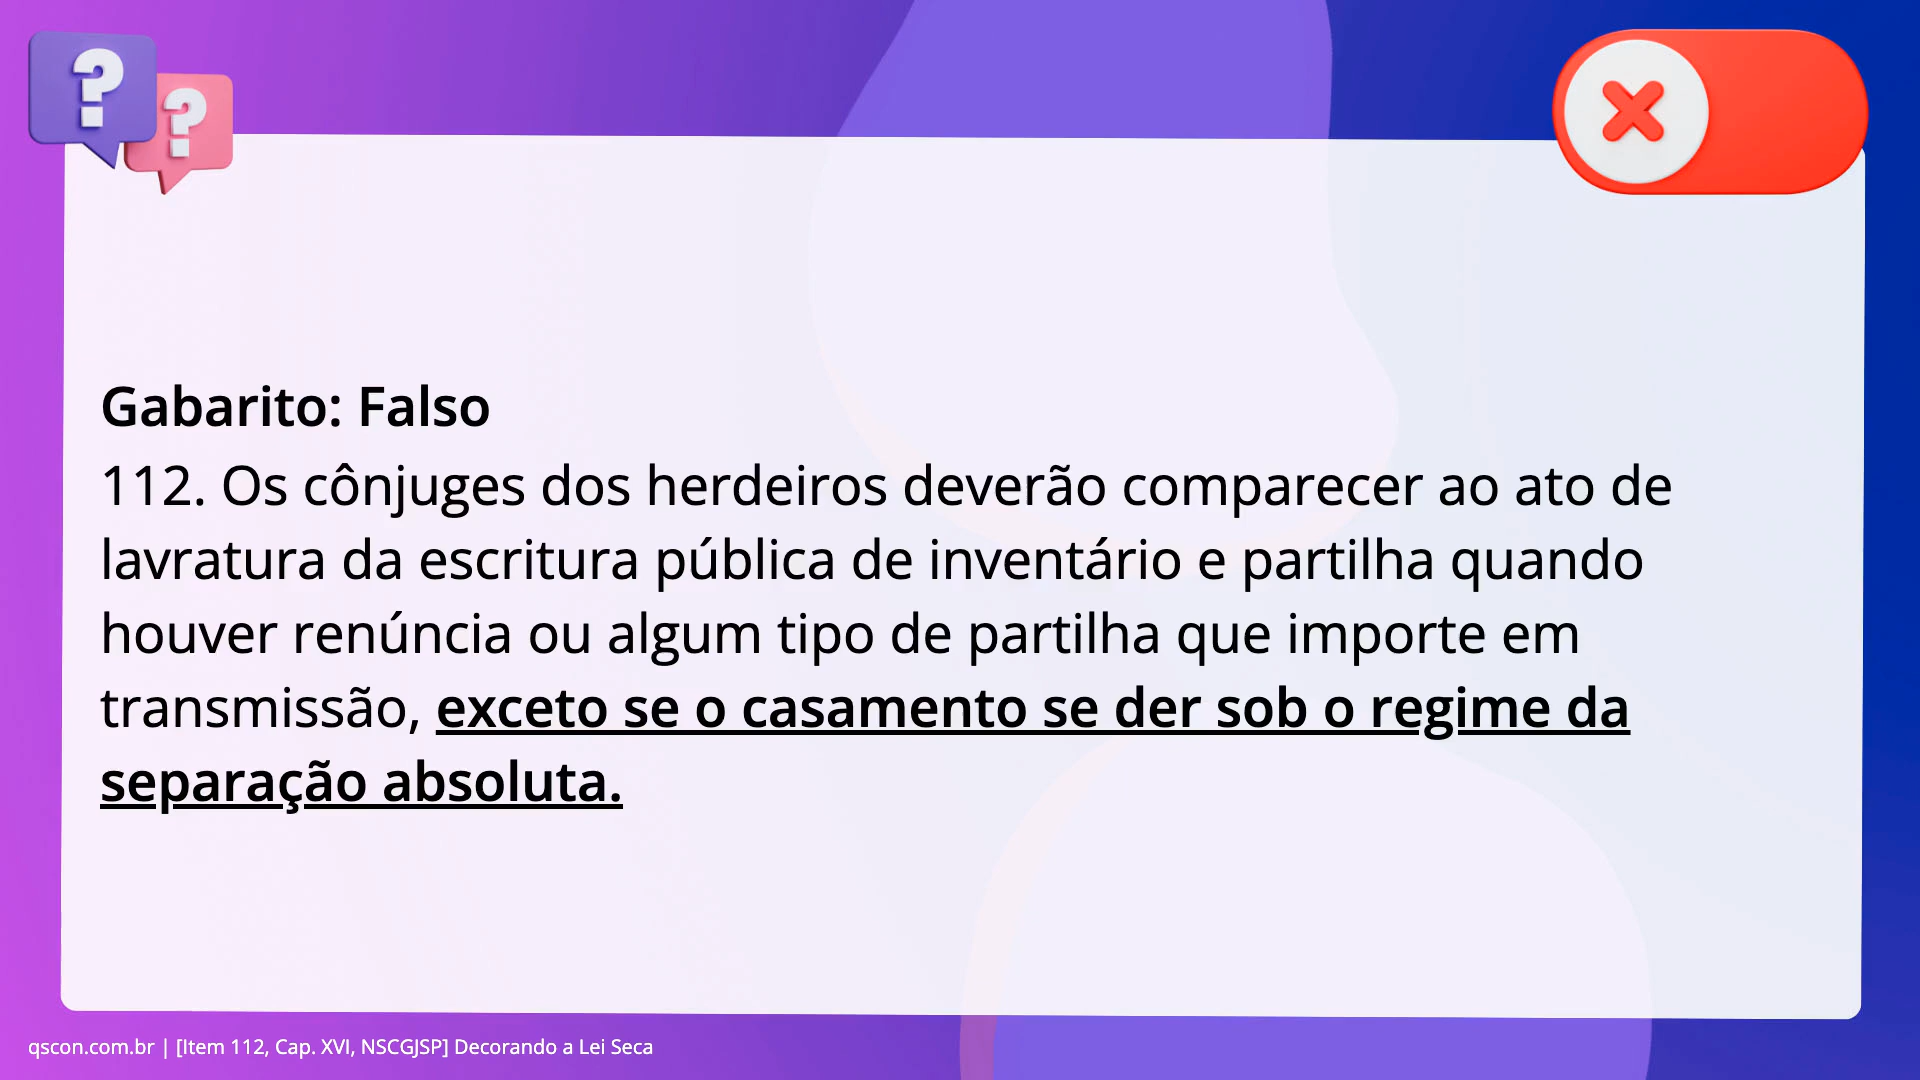 ?
?
Gabarito: Falso
112. Os cônjuges dos herdeiros deverão comparecer ao ato de
lavratura da escritura pública de inventário e partilha quando
houver renúncia ou algum tipo de partilha que importe em
transmissão, exceto se o casamento se der sob o regime da
separação absoluta.
qscon.com.br | [Item 112, Cap. XVI, NSCGJSP] Decorando a Lei Seca